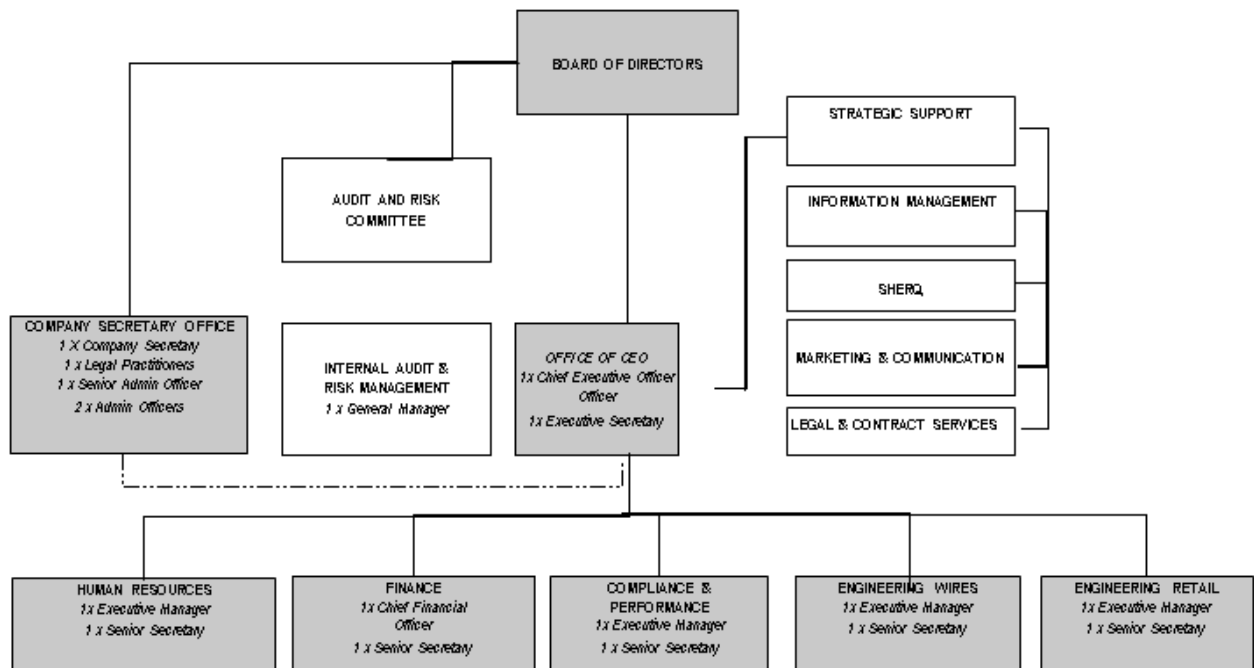 BOARD OF DIRECTORS
STRATEGIC SUPPORT
AUDIT AND RISK
COMMITTEE
INFORMATION MANAGEMENT
SHERQ
MARKETING & COMMUNICATION
LEGAL & CONTRACT SERVICES
COMPANY SECRETARY OFFICE
1 X Company Secretary
1 x Legal Practitioners
1 x Senior Admin Officer
2 x Admin Officers
INTERNAL AUDIT &
RISK MANAGEMENT
1 x General Manager
OFFICE OF CEO
1x Chief Executive Officer
Officer
1x Executive Secretary
HUMAN RESOURCES
1x Executive Manager
1 x Senior Secretary
FINANCE
1x Chief Financial
Officer
1 x Senior Secretary
COMPLIANCE &
PERFORMANCE
1 x Executive Manager
1 x Senior Secretary
ENGINEERING WIRES
1 x Executive Manager
1 x Senior Secretary
ENGINEERING RETAIL
1 x Executive Manager
1 x Senior Secretary